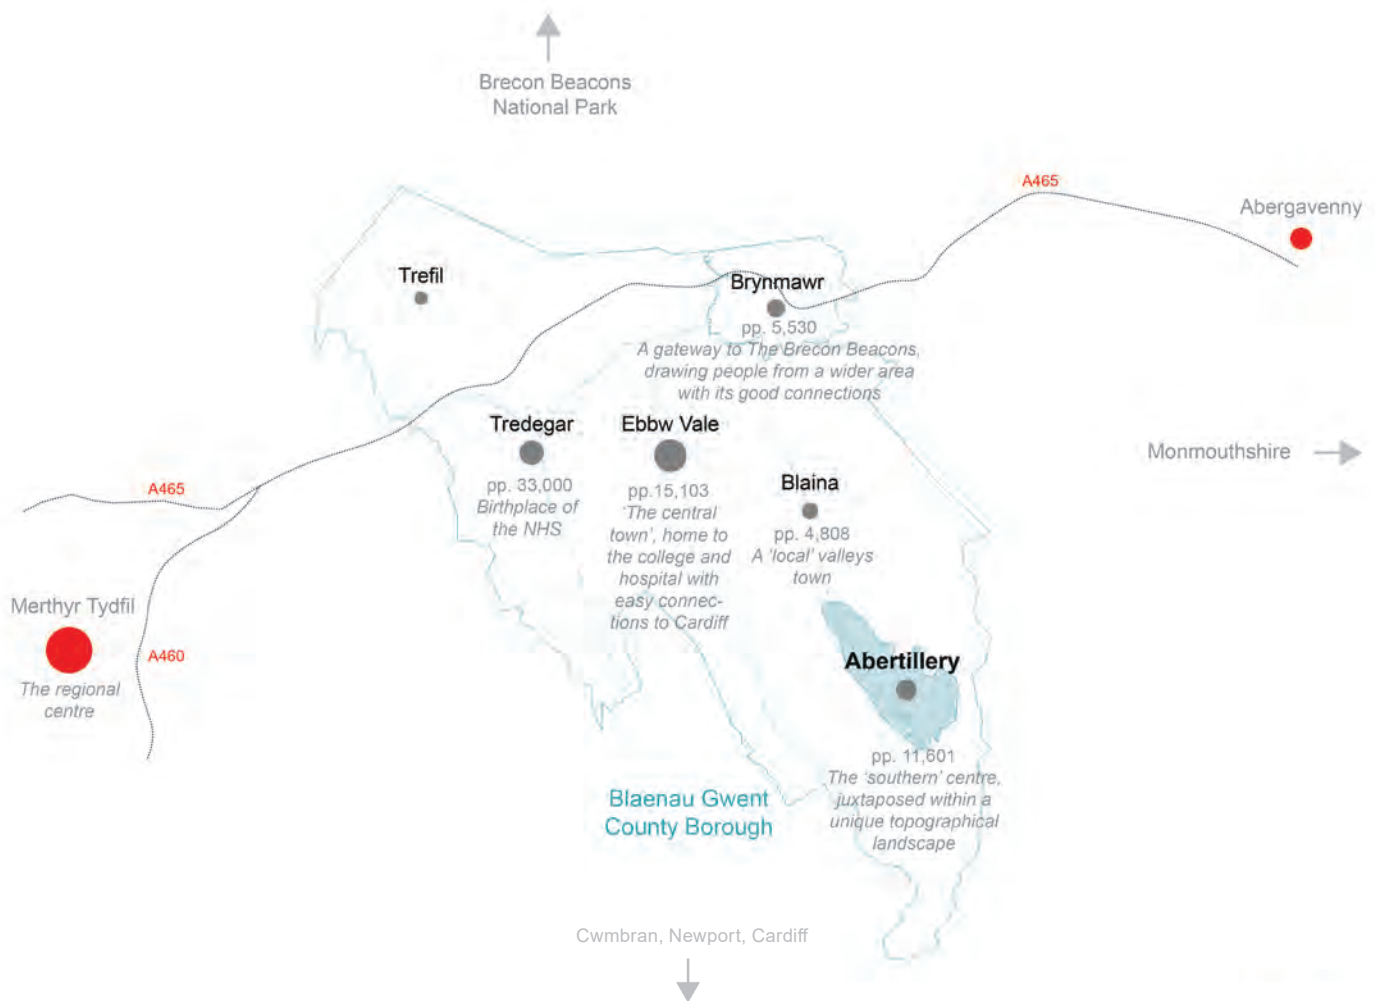 Brecon Beacons
National Park
A465
Abergavenny
Trefil
Brynmawr
pp. 5,530
A gateway to The Brecon Beacons,
drawing people from a wider area
with its good connections
Tredegar
pp. 33,000
Birthplace of
the NHS
Ebbw Vale
pp.15,103
'The central
town', home to
the college and
hospital with
easy connec-
tions to Cardiff
Monmouthshire
Blaina
pp. 4,808
A 'local' valleys
town
A465
Merthyr Tydfil
The regional
centre
A460
Abertillery
pp. 11,601
The 'southern' centre,
juxtaposed within a
unique topographical
landscape
Blaenau Gwent
County Borough
Cwmbran, Newport, Cardiff